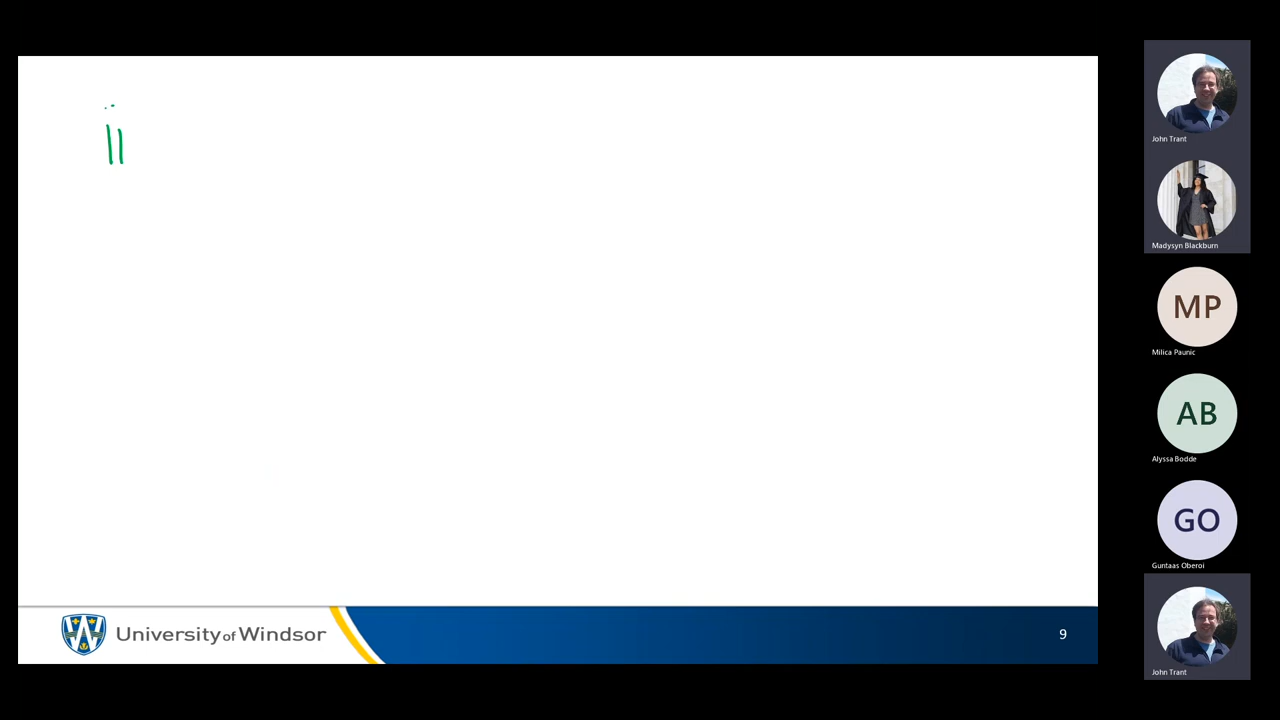 ii
University of Windsor
9
John Trant
Madysyn Blackburn
MP
Milica Paunic
AB
Alyssa Bodde
GO
Guntaas Oberoi
John Trant